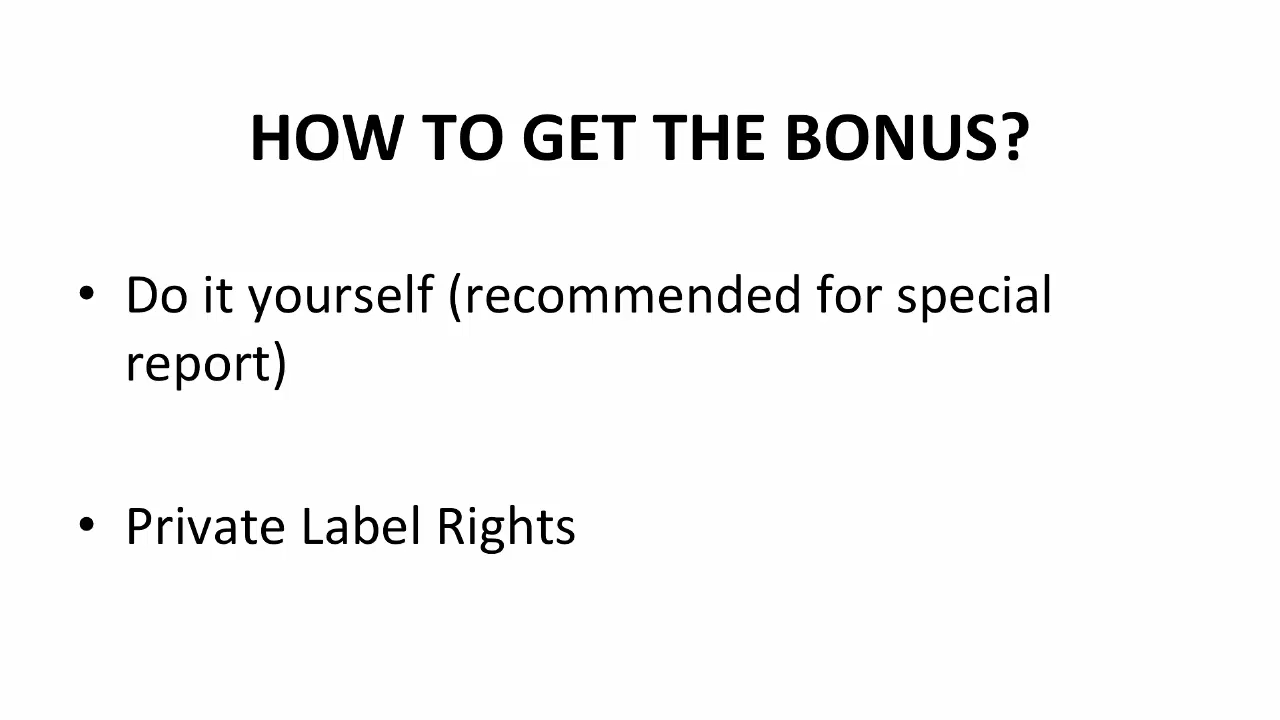 HOW TO GET THE BONUS?
• Do it yourself (recommended for special
report)
• Private Label Rights